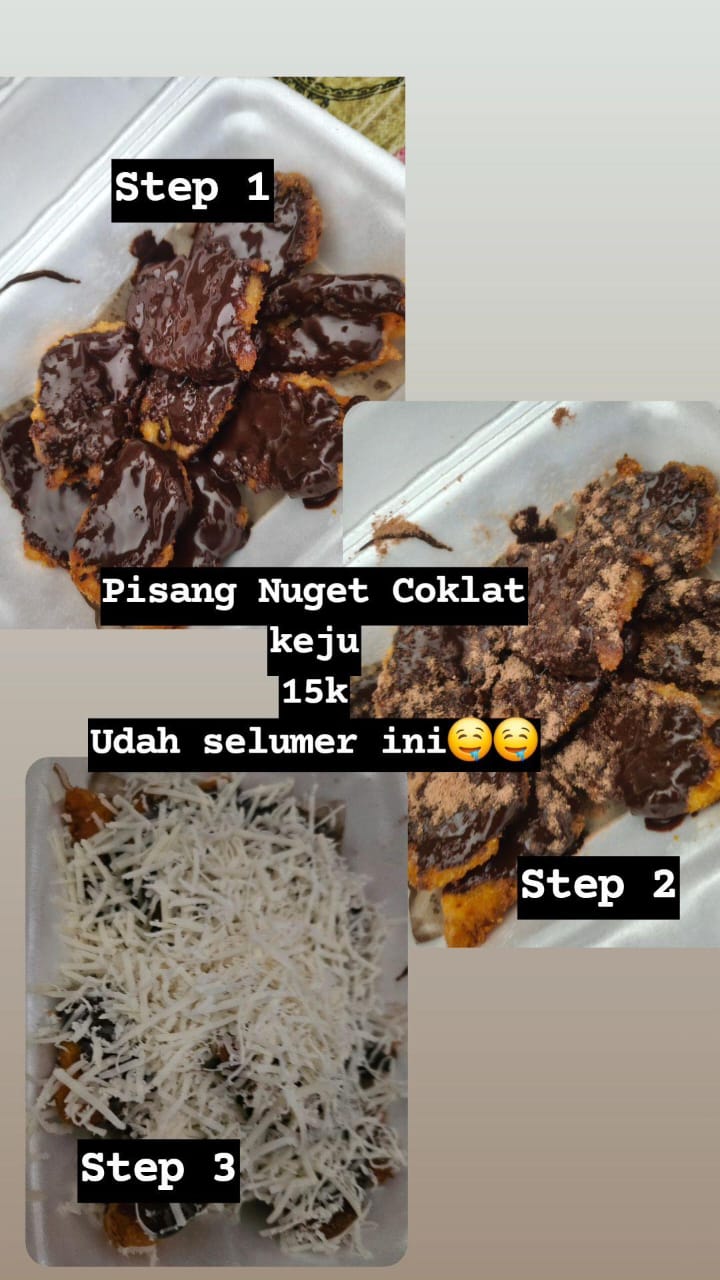 Step 1
Pisang Nuget Coklat
keju
15k
Udah selumer ini🤤🤤
Step 2
Step 3